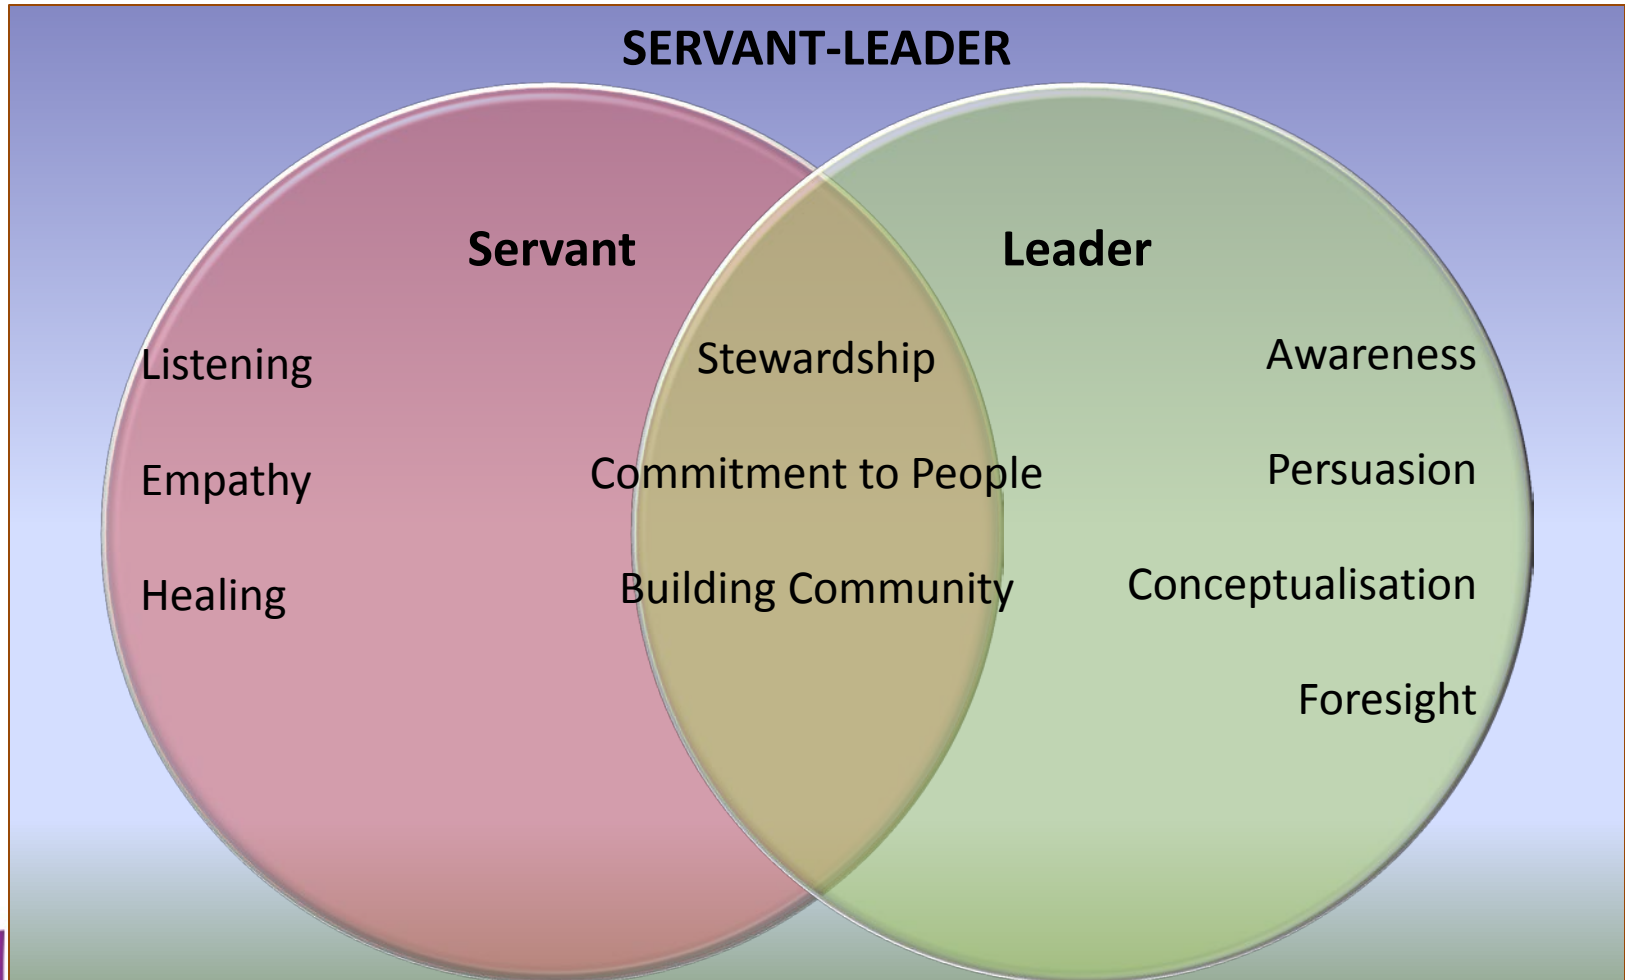 SERVANT-LEADER
Servant
Listening
Empathy
Healing
Stewardship
Commitment to People
Building Community
Leader
Awareness
Persuasion
Conceptualisation
Foresight